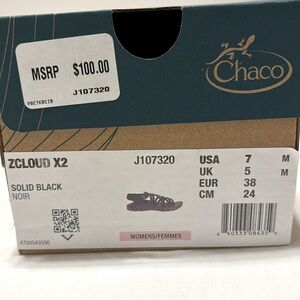 MSRP $100.00
J107320
Chaco
ZCLOUD X2
J107320
USA 7 M
UK 5 M
EUR 38
CM 24
SOLID BLACK
NOIR
WOMENS/FEMMES
4700543556